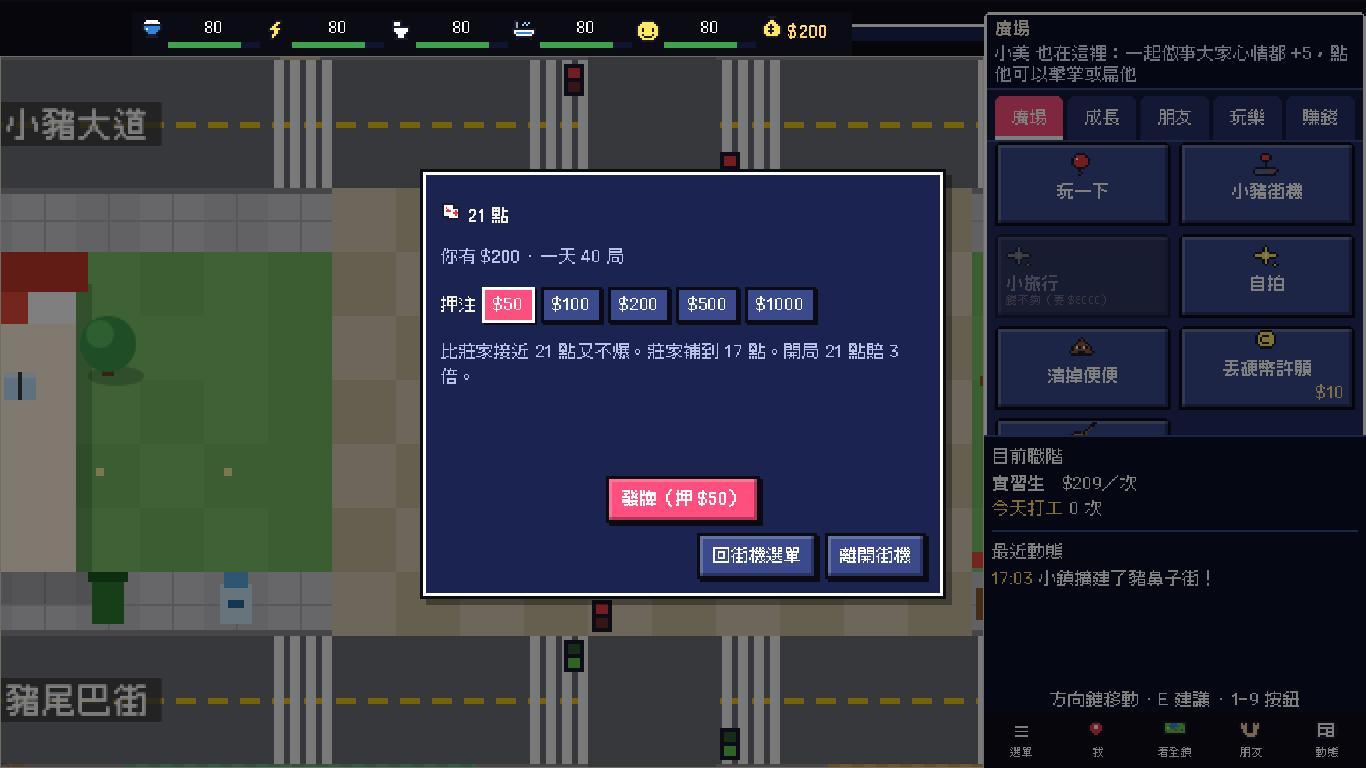 80 80 80 80 80 $200
廣場
小美 也在這裡：一起做事大家心情都 +5，點
他可以擊掌或扁他
廣場 成長 朋友 玩樂 賺錢
玩一下 小豬街機
小旅行
錢不夠（要 $8000）
自拍
清掉便便 丟硬幣許願
$10
目前職階
實習生 $209／次
今天打工 0 次
最近動態
17:03 小鎮擴建了豬鼻子街！
方向鍵移動 · E 建議 · 1-9 按鈕
選單 我 看全鎮 朋友 動態
小豬大道
豬尾巴街
21 點
你有 $200 · 一天 40 局
押注 $50 $100 $200 $500 $1000
比莊家接近 21 點又不爆。莊家補到 17 點。開局 21 點賠 3
倍。
發牌（押 $50）
回街機選單 離開街機